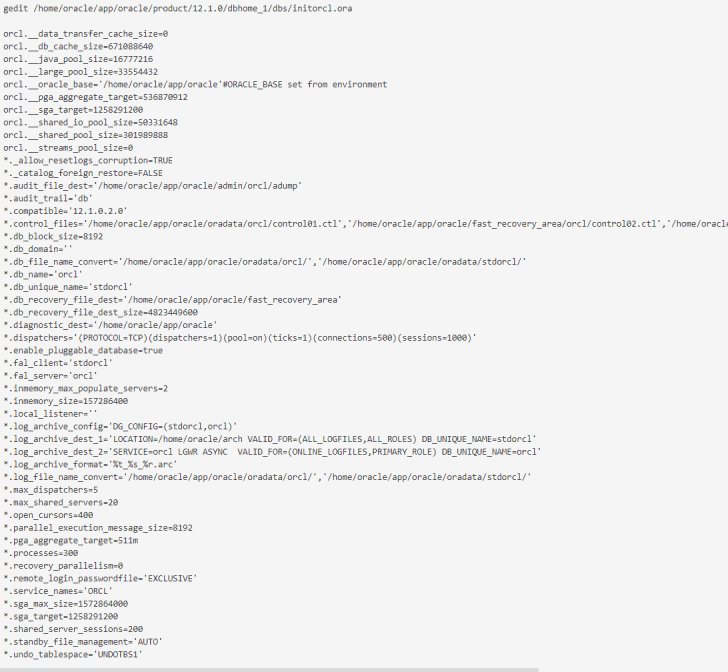 gedit /home/oracle/app/oracle/product/12.1.0/dbhome_1/dbs/initorcl.ora
orcl.__data_transfer_cache_size=0
orcl.__db_cache_size=671088640
orcl.__java_pool_size=16777216
orcl.__large_pool_size=33554432
orcl.__oracle_base='/home/oracle/app/oracle'#ORACLE_BASE set from environment
orcl.__pga_aggregate_target=536870912
orcl.__sga_target=1258291200
orcl.__shared_io_pool_size=50331648
orcl.__shared_pool_size=301989888
orcl.__streams_pool_size=0
*._allow_resetlogs_corruption=TRUE
*._catalog_foreign_restore=FALSE
*.audit_file_dest='/home/oracle/app/oracle/admin/orcl/adump'
*.audit_trail='db'
*.compatible='12.1.0.2.0'
*.control_files='/home/oracle/app/oracle/oradata/orcl/control01.ctl','/home/oracle/app/oracle/fast_recovery_area/orcl/control02.ctl','/home/oracle
*.db_block_size=8192
*.db_domain=''
*.db_file_name_convert='/home/oracle/app/oracle/oradata/orcl/','/home/oracle/app/oracle/oradata/stdorcl/'
*.db_name='orcl'
*.db_unique_name='stdorcl'
*.db_recovery_file_dest='/home/oracle/app/oracle/fast_recovery_area'
*.db_recovery_file_dest_size=4823449600
*.diagnostic_dest='/home/oracle/app/oracle'
*.dispatchers='(PROTOCOL=TCP)(dispatchers=1)(pool=on)(ticks=1)(connections=500)(sessions=1000)'
*.enable_pluggable_database=true
*.fal_client='stdorcl'
*.fal_server='orcl'
*.inmemory_max_populate_servers=2
*.inmemory_size=157286400
*.local_listener=''
*.log_archive_config='DG_CONFIG=(stdorcl,orcl)'
*.log_archive_dest_1='LOCATION=/home/oracle/arch VALID_FOR=(ALL_LOGFILES,ALL_ROLES) DB_UNIQUE_NAME=stdorcl'
*.log_archive_dest_2='SERVICE=orcl LGWR ASYNC  VALID_FOR=(ONLINE_LOGFILES,PRIMARY_ROLE) DB_UNIQUE_NAME=orcl'
*.log_archive_format='%t_%s_%r.arc'
*.log_file_name_convert='/home/oracle/app/oracle/oradata/orcl/','/home/oracle/app/oracle/oradata/stdorcl/'
*.max_dispatchers=5
*.max_shared_servers=20
*.open_cursors=400
*.parallel_execution_message_size=8192
*.pga_aggregate_target=511m
*.processes=300
*.recovery_parallelism=0
*.remote_login_passwordfile='EXCLUSIVE'
*.service_names='ORCL'
*.sga_max_size=1572864000
*.sga_target=1258291200
*.shared_server_sessions=200
*.standby_file_management='AUTO'
*.undo_tablespace='UNDOTBS1'